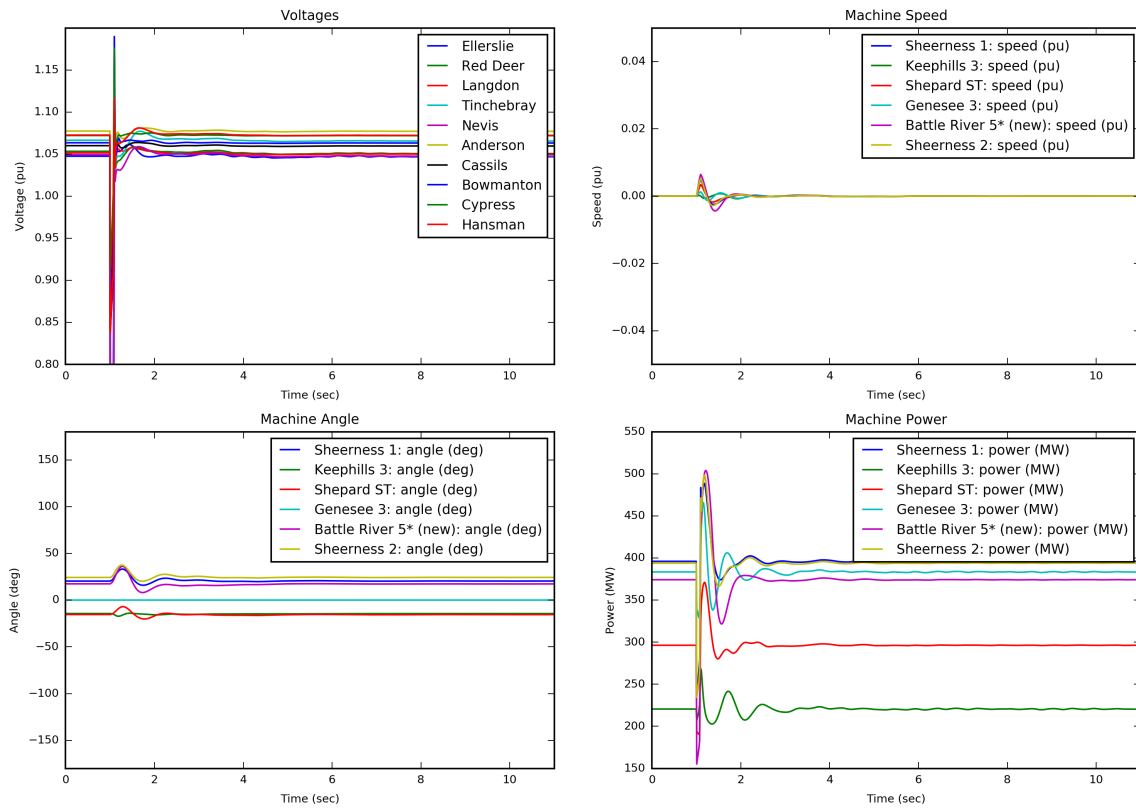 Voltages
Voltage (pu)
1.15
1.10
1.05
1.00
0.95
0.90
0.85
0.80
0 2 4 6 8 10
Time (sec)
Ellerslie
Red Deer
Langdon
Tinchebray
Nevis
Anderson
Cassils
Bowmanton
Cypress
Hansman
Machine Speed
Speed (pu)
0.04
0.02
0.00
−0.02
−0.04
0 2 4 6 8 10
Time (sec)
Sheerness 1: speed (pu)
Keephills 3: speed (pu)
Shepard ST: speed (pu)
Genesee 3: speed (pu)
Battle River 5* (new): speed (pu)
Sheerness 2: speed (pu)
Machine Angle
Angle (deg)
150
100
50
0
−50
−100
−150
0 2 4 6 8 10
Time (sec)
Sheerness 1: angle (deg)
Keephills 3: angle (deg)
Shepard ST: angle (deg)
Genesee 3: angle (deg)
Battle River 5* (new): angle (deg)
Sheerness 2: angle (deg)
Machine Power
Power (MW)
550
500
450
400
350
300
250
200
150
0 2 4 6 8 10
Time (sec)
Sheerness 1: power (MW)
Keephills 3: power (MW)
Shepard ST: power (MW)
Genesee 3: power (MW)
Battle River 5* (new): power (MW)
Sheerness 2: power (MW)